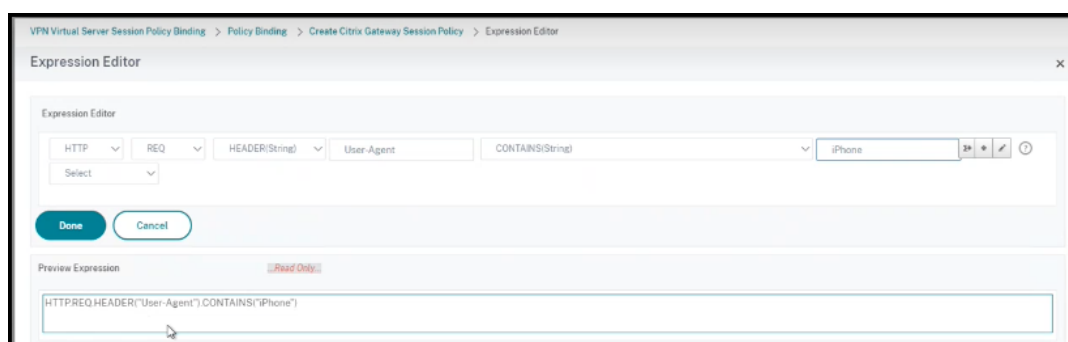 VPN Virtual Server Session Policy Binding > Policy Binding > Create Citrix Gateway Session Policy > Expression Editor
Expression Editor
Expression Editor
HTTP REQ HEADER(String) User-Agent CONTAINS(String) iPhone
Select
Done Cancel
Preview Expression ...Read Only...
HTTP.REQ.HEADER("User-Agent").CONTAINS("iPhone")